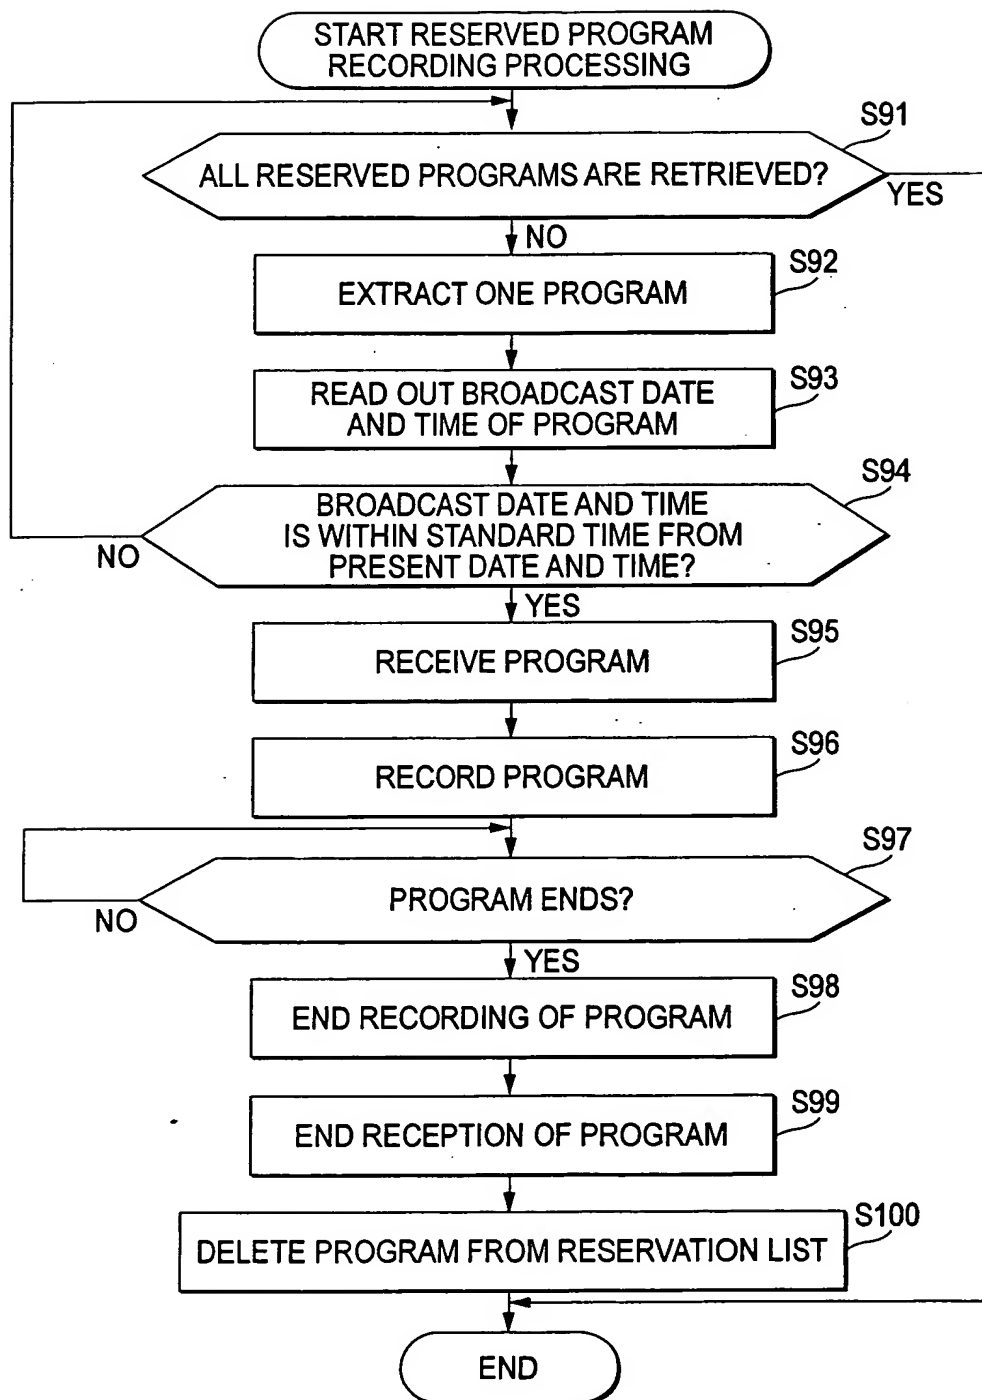 START RESERVED PROGRAM
RECORDING PROCESSING
S91
ALL RESERVED PROGRAMS ARE RETRIEVED?
YES
NO
S92
EXTRACT ONE PROGRAM
S93
READ OUT BROADCAST DATE
AND TIME OF PROGRAM
S94
BROADCAST DATE AND TIME
IS WITHIN STANDARD TIME FROM
PRESENT DATE AND TIME?
NO
YES
S95
RECEIVE PROGRAM
S96
RECORD PROGRAM
S97
PROGRAM ENDS?
NO
YES
S98
END RECORDING OF PROGRAM
S99
END RECEPTION OF PROGRAM
S100
DELETE PROGRAM FROM RESERVATION LIST
END